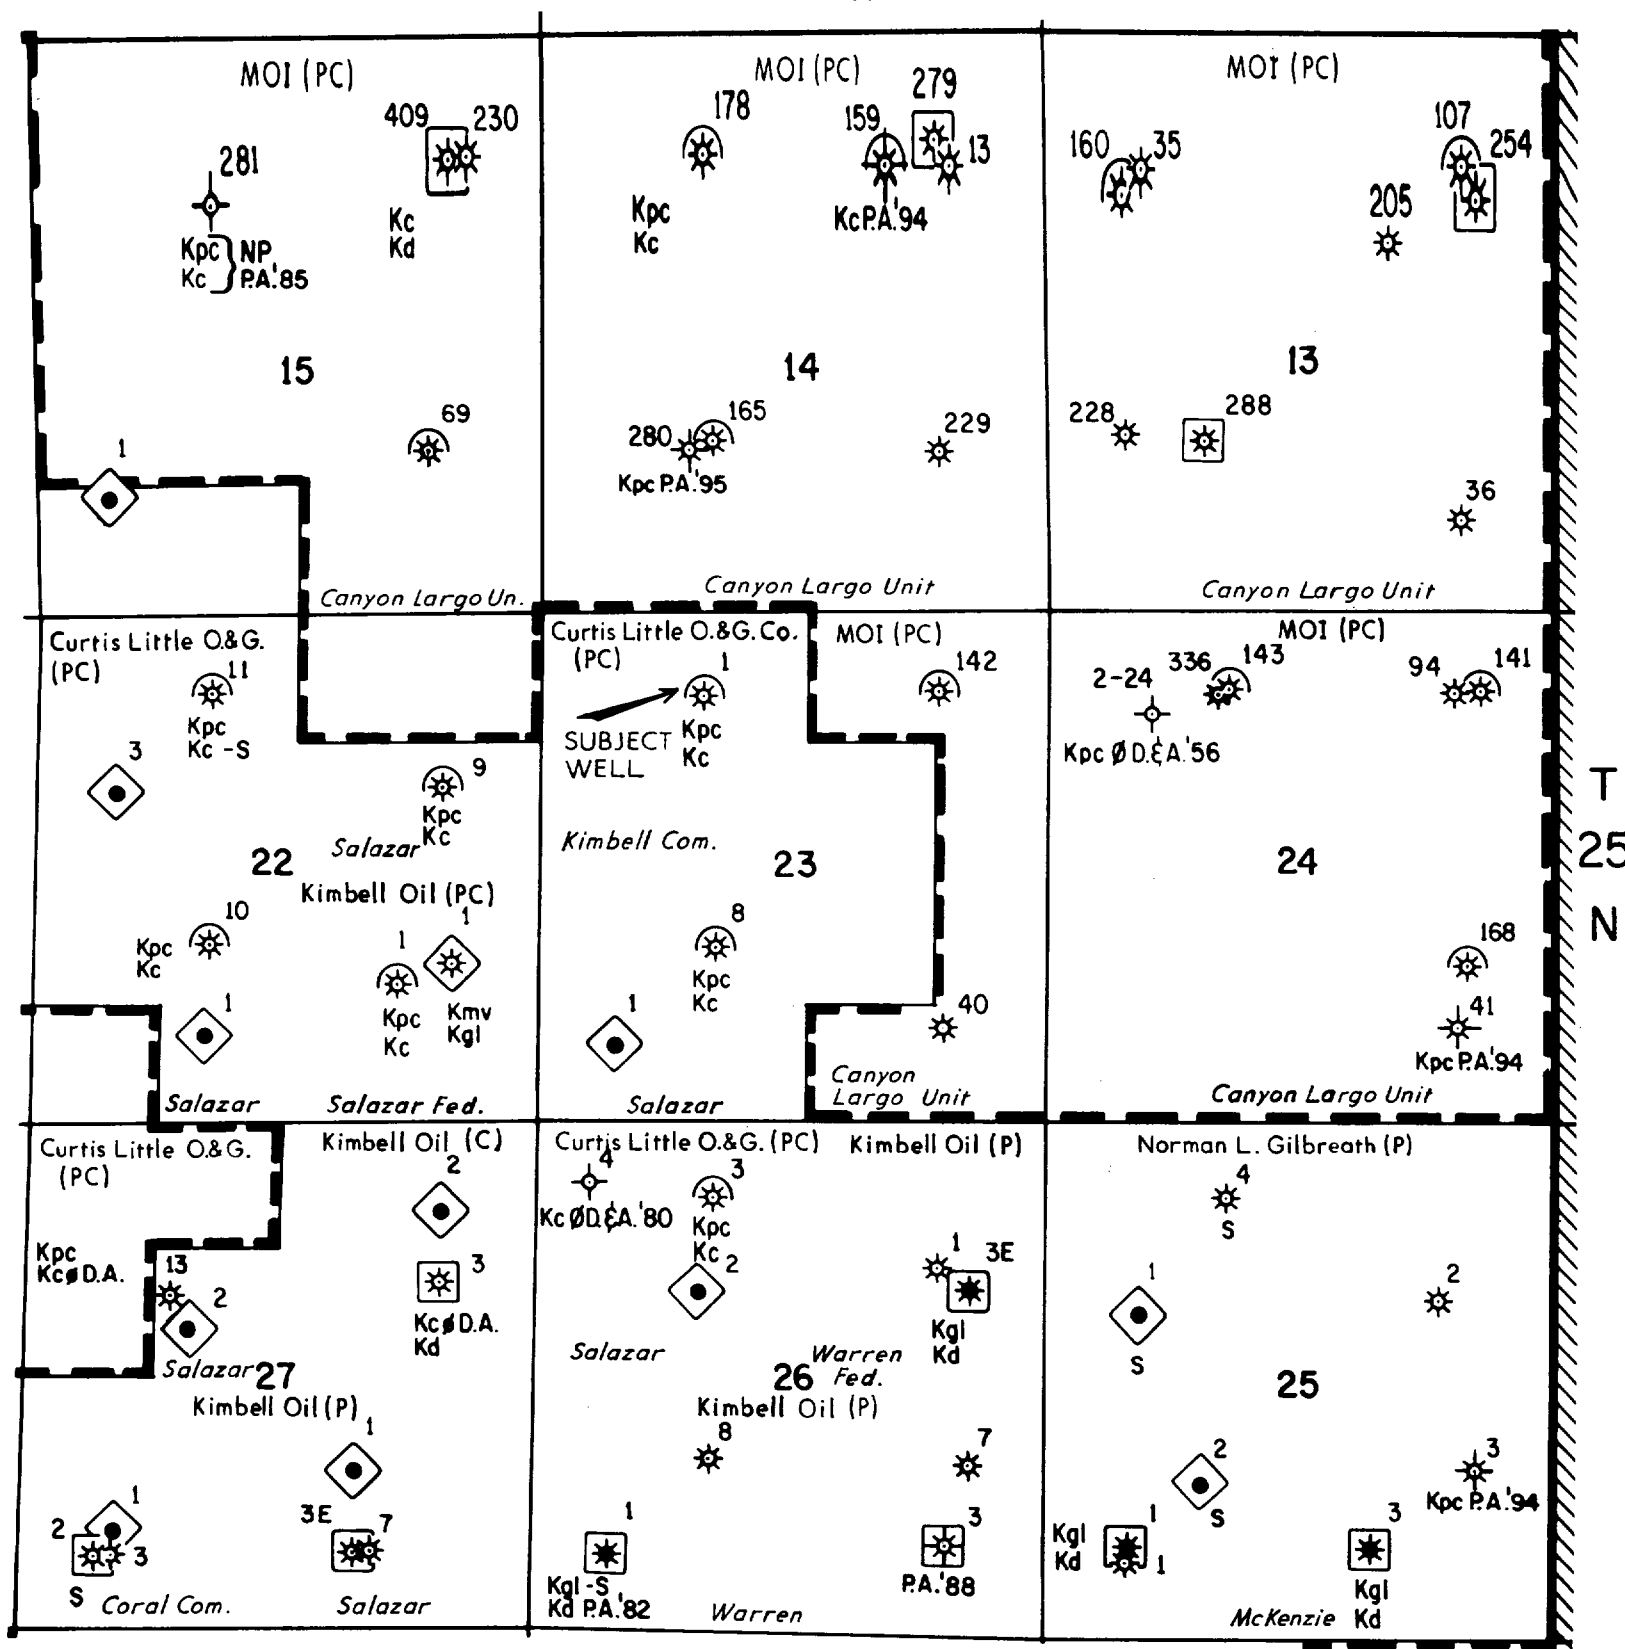 MOI (PC)
409
230
281
Kpc
Kc
NP
P.A.'85
Kc
Kd
15
69
1
Canyon Largo Un.
MOI (PC)
279
178
159
13
Kpc
Kc
Kc P.A.'94
14
165
280
229
Kpc P.A.'95
Canyon Largo Unit
MOI (PC)
107
254
160
35
205
13
228
288
36
Canyon Largo Unit
Curtis Little O.&G.
(PC)
11
Kpc
Kc -S
3
9
Kpc
Kc
Salazar
22
Kimbell Oil (PC)
10
Kpc
Kc
1
1
Kpc
Kc
Kmv
Kgl
1
Salazar
Salazar Fed.
Curtis Little O.&G. Co.
(PC)
1
SUBJECT
WELL
Kpc
Kc
MOI (PC)
142
Kimbell Com.
23
8
Kpc
Kc
1
40
Canyon
Largo Unit
Salazar
MOI (PC)
2-24
336
143
94
141
Kpc Ø D.&A.'56
24
168
41
Kpc P.A.'94
Canyon Largo Unit
T
25
N
Curtis Little O.&G.
(PC)
Kimbell Oil (C)
2
Kpc
Kc Ø D.A.
13
2
3
Kc Ø D.A.
Kd
Salazar
27
Kimbell Oil (P)
1
1
2
3
S
Coral Com.
3E
7
Salazar
Curtis Little O.&G. (PC)
Kimbell Oil (P)
4
3
Kc Ø D.&A.'80
Kpc
Kc
2
1
3E
Kgl
Kd
Salazar
Warren
Fed.
26
Kimbell Oil (P)
8
7
1
3
Kgl -S
Kd P.A.'82
P.A.'88
Warren
Norman L. Gilbreath (P)
4
S
1
S
2
25
2
S
3
Kpc P.A.'94
Kgl
Kd
1
1
3
Kgl
Kd
McKenzie